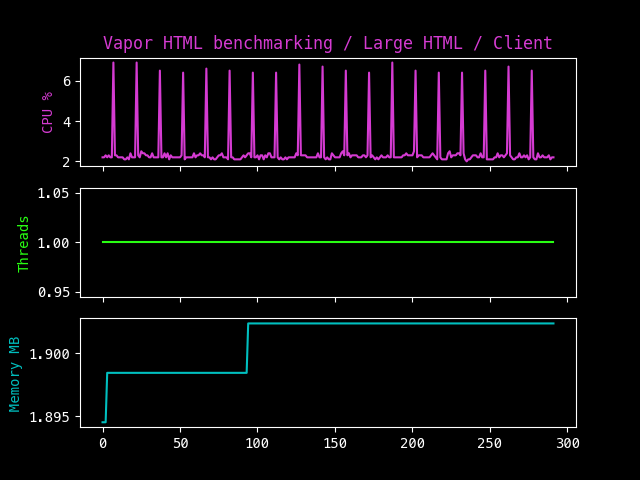 Vapor HTML benchmarking / Large HTML / Client
CPU %
6
4
2
Threads
1.05
1.00
0.95
Memory MB
1.900
1.895
0 50 100 150 200 250 300